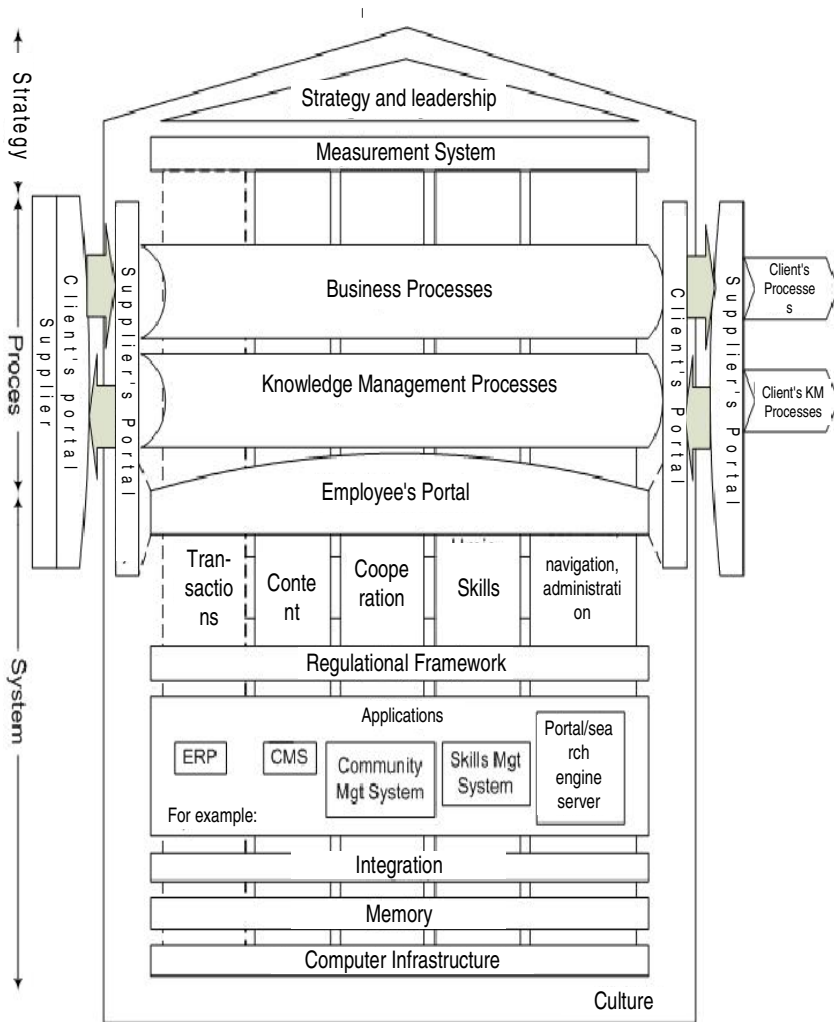 Strategy and leadership
Measurement System
Strategy
Proces
System
Supplier
Client's portal
Supplier's Portal
Business Processes
Knowledge Management Processes
Employee's Portal
Client's Portal
Supplier's Portal
Client's
Processe
s
Client's KM
Processes
Tran-
sactio
ns
Conte
nt
Coope
ration
Skills
navigation,
administrati
on
Regulational Framework
Applications
ERP
CMS
Community
Mgt System
Skills Mgt
System
Portal/sea
rch
engine
server
For example:
Integration
Memory
Computer Infrastructure
Culture